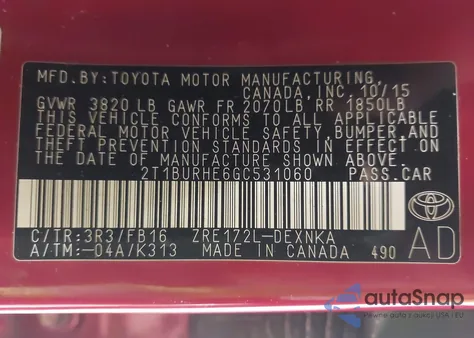 MFD.BY:TOYOTA MOTOR MANUFACTURING,
CANADA, INC. 10/15
GVWR 3820 LB GAWR FR 2070LB RR 1850LB
THIS VEHICLE CONFORMS TO ALL APPLICABLE
FEDERAL MOTOR VEHICLE SAFETY, BUMPER, AND
THEFT PREVENTION STANDARDS IN EFFECT ON
THE DATE OF MANUFACTURE SHOWN ABOVE.
2T1BURHE6GC531060 PASS.CAR
C/TR:3R3/FB16 ZRE172L-DEXNKA
A/TM:-04A/K313 MADE IN CANADA 490
AD
TOYOTA
autoSnap